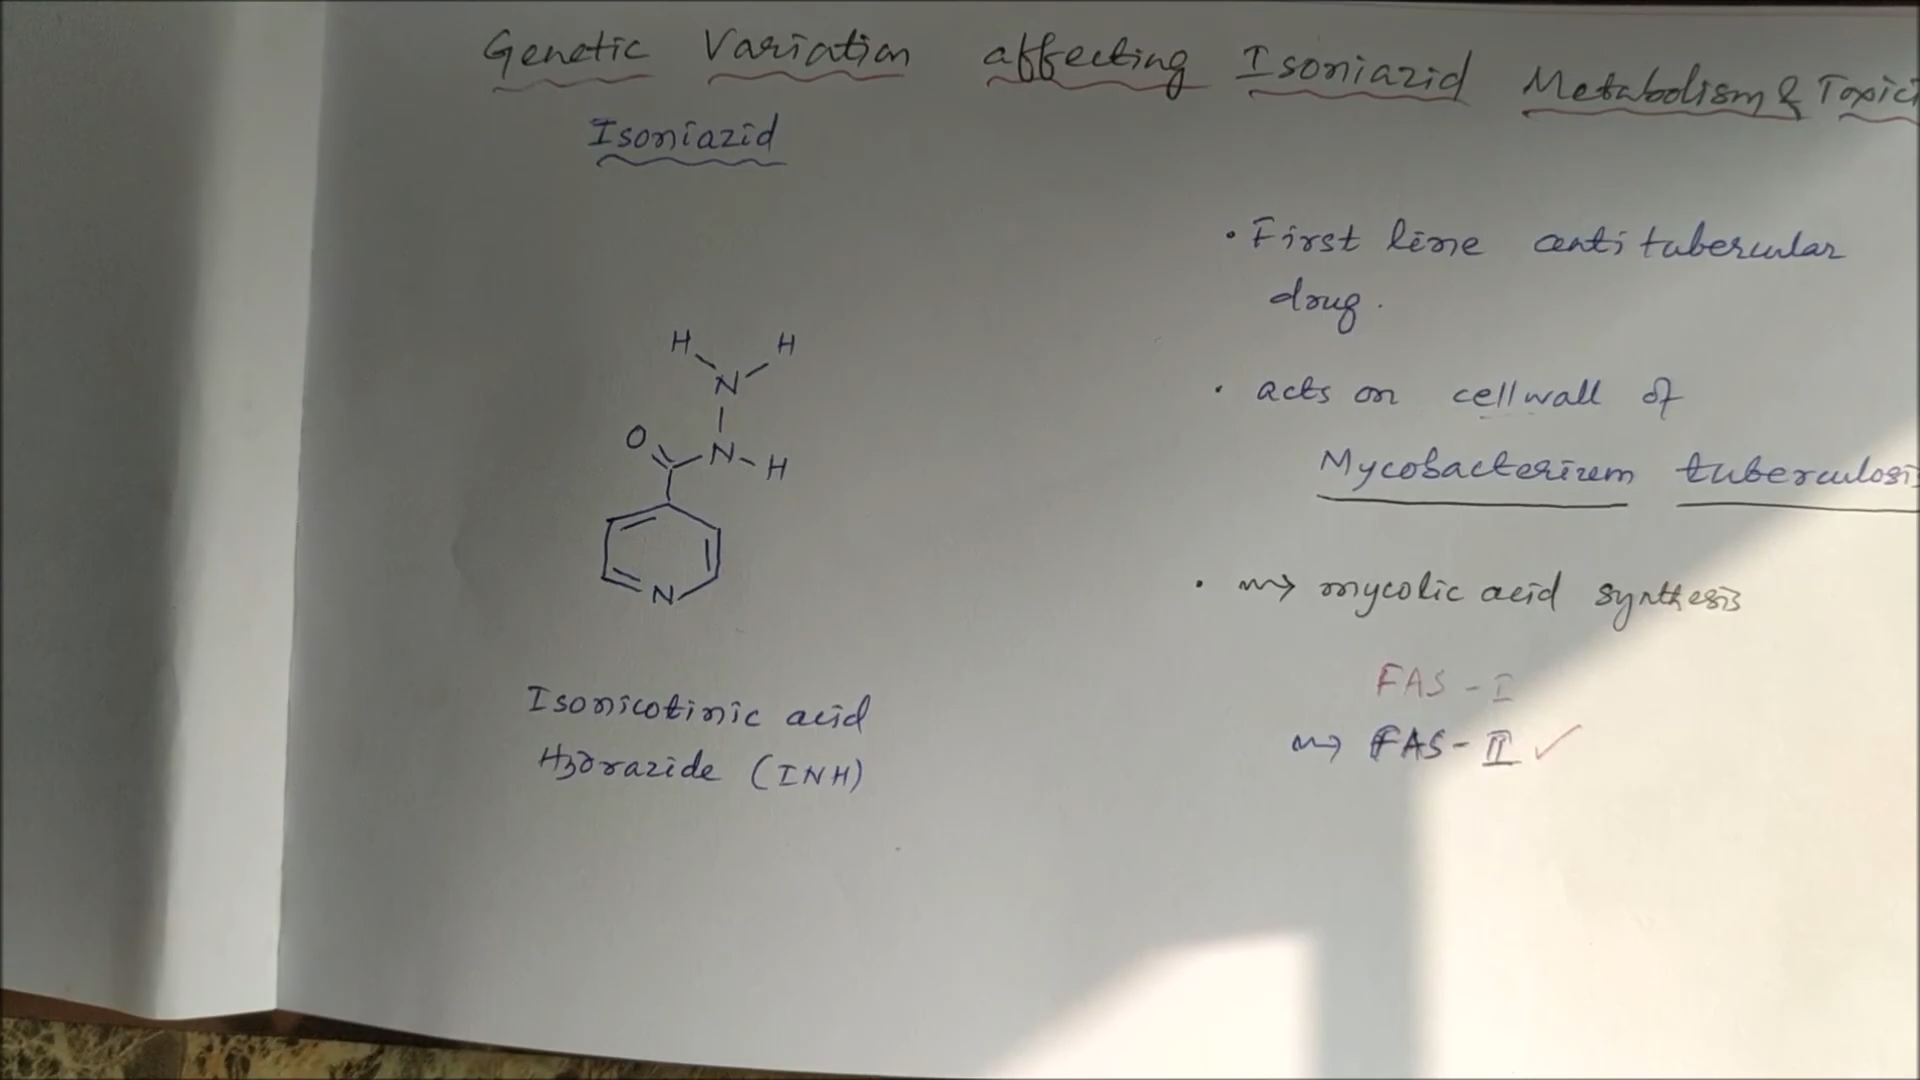 Genetic Variation affecting Isoniazid Metabolism & Toxici
Isoniazid
H H
N
O N H
N
Isonicotinic acid
Hydrazide (INH)
• First line antitubercular
drug.
• acts on cellwall of
Mycobacterium tuberculosis
• → mycolic acid synthesis
FAS - I
→ FAS - II ✓